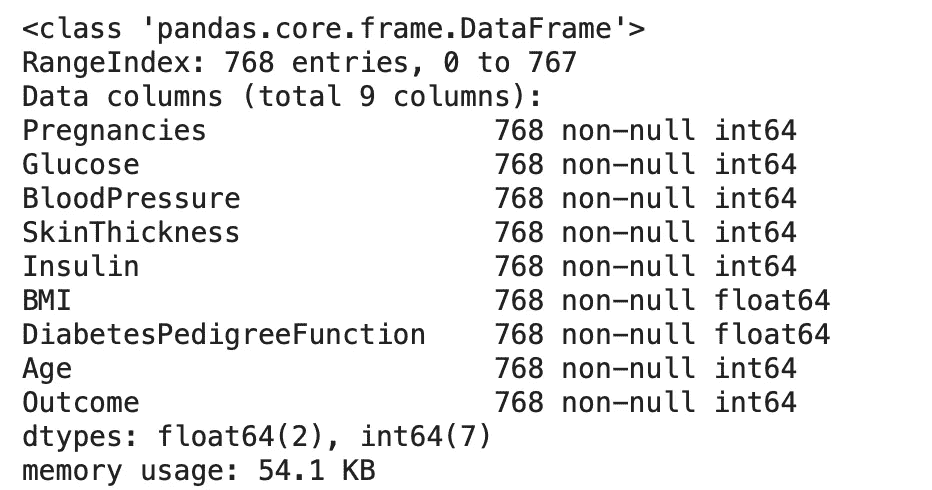 <class 'pandas.core.frame.DataFrame'>
RangeIndex: 768 entries, 0 to 767
Data columns (total 9 columns):
Pregnancies                 768 non-null int64
Glucose                     768 non-null int64
BloodPressure               768 non-null int64
SkinThickness               768 non-null int64
Insulin                     768 non-null int64
BMI                         768 non-null float64
DiabetesPedigreeFunction    768 non-null float64
Age                         768 non-null int64
Outcome                     768 non-null int64
dtypes: float64(2), int64(7)
memory usage: 54.1 KB